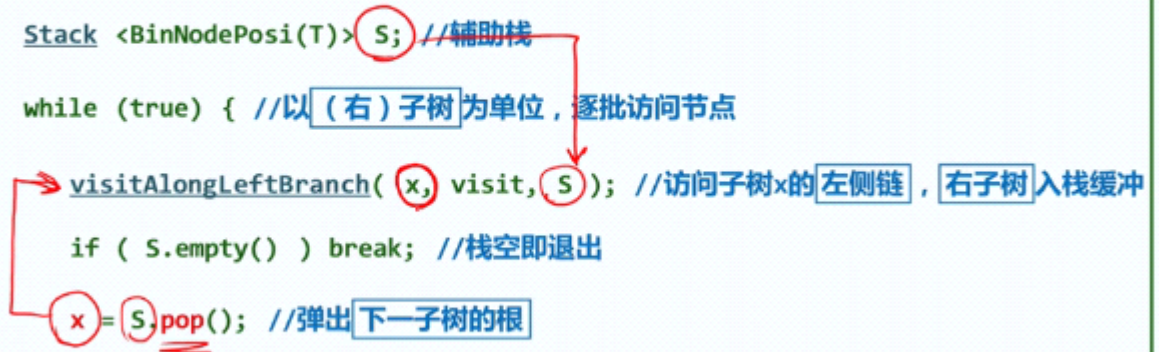 Stack <BinNodePosi(T)> S; //辅助栈
while (true) { //以（右）子树为单位，逐批访问节点
visitAlongLeftBranch( x, visit, S ); //访问子树x的左侧链，右子树入栈缓冲
if ( S.empty() ) break; //栈空即退出
x = S.pop(); //弹出下一子树的根